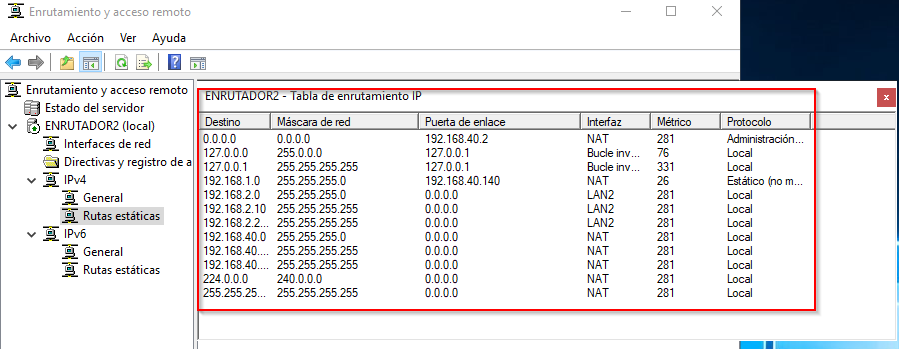 Enrutamiento y acceso remoto
Archivo Acción Ver Ayuda
Enrutamiento y acceso remoto
Estado del servidor
ENRUTADOR2 (local)
Interfaces de red
Directivas y registro de a
IPv4
General
Rutas estáticas
IPv6
General
Rutas estáticas
ENRUTADOR2 - Tabla de enrutamiento IP
Destino Máscara de red Puerta de enlace Interfaz Métrico Protocolo
0.0.0.0 0.0.0.0 192.168.40.2 NAT 281 Administración...
127.0.0.0 255.0.0.0 127.0.0.1 Bucle inv... 76 Local
127.0.0.1 255.255.255.255 127.0.0.1 Bucle inv... 331 Local
192.168.1.0 255.255.255.0 192.168.40.140 NAT 26 Estático (no m...
192.168.2.0 255.255.255.0 0.0.0.0 LAN2 281 Local
192.168.2.10 255.255.255.255 0.0.0.0 LAN2 281 Local
192.168.2.2... 255.255.255.255 0.0.0.0 LAN2 281 Local
192.168.40.0 255.255.255.0 0.0.0.0 NAT 281 Local
192.168.40.... 255.255.255.255 0.0.0.0 NAT 281 Local
192.168.40.... 255.255.255.255 0.0.0.0 NAT 281 Local
224.0.0.0 240.0.0.0 0.0.0.0 NAT 281 Local
255.255.25... 255.255.255.255 0.0.0.0 NAT 281 Local